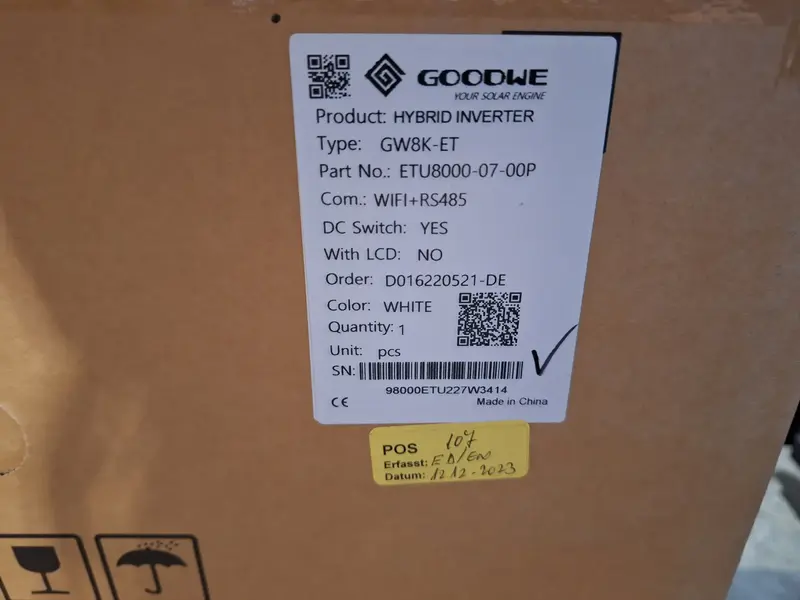 GOODWE
YOUR SOLAR ENGINE
Product: HYBRID INVERTER
Type: GW8K-ET
Part No.: ETU8000-07-00P
Com.: WIFI+RS485
DC Switch: YES
With LCD: NO
Order: D016220521-DE
Color: WHITE
Quantity: 1
Unit: pcs
SN:
98000ETU227W3414
CE Made in China
POS 107
Erfasst:
Datum: 12.12.2023